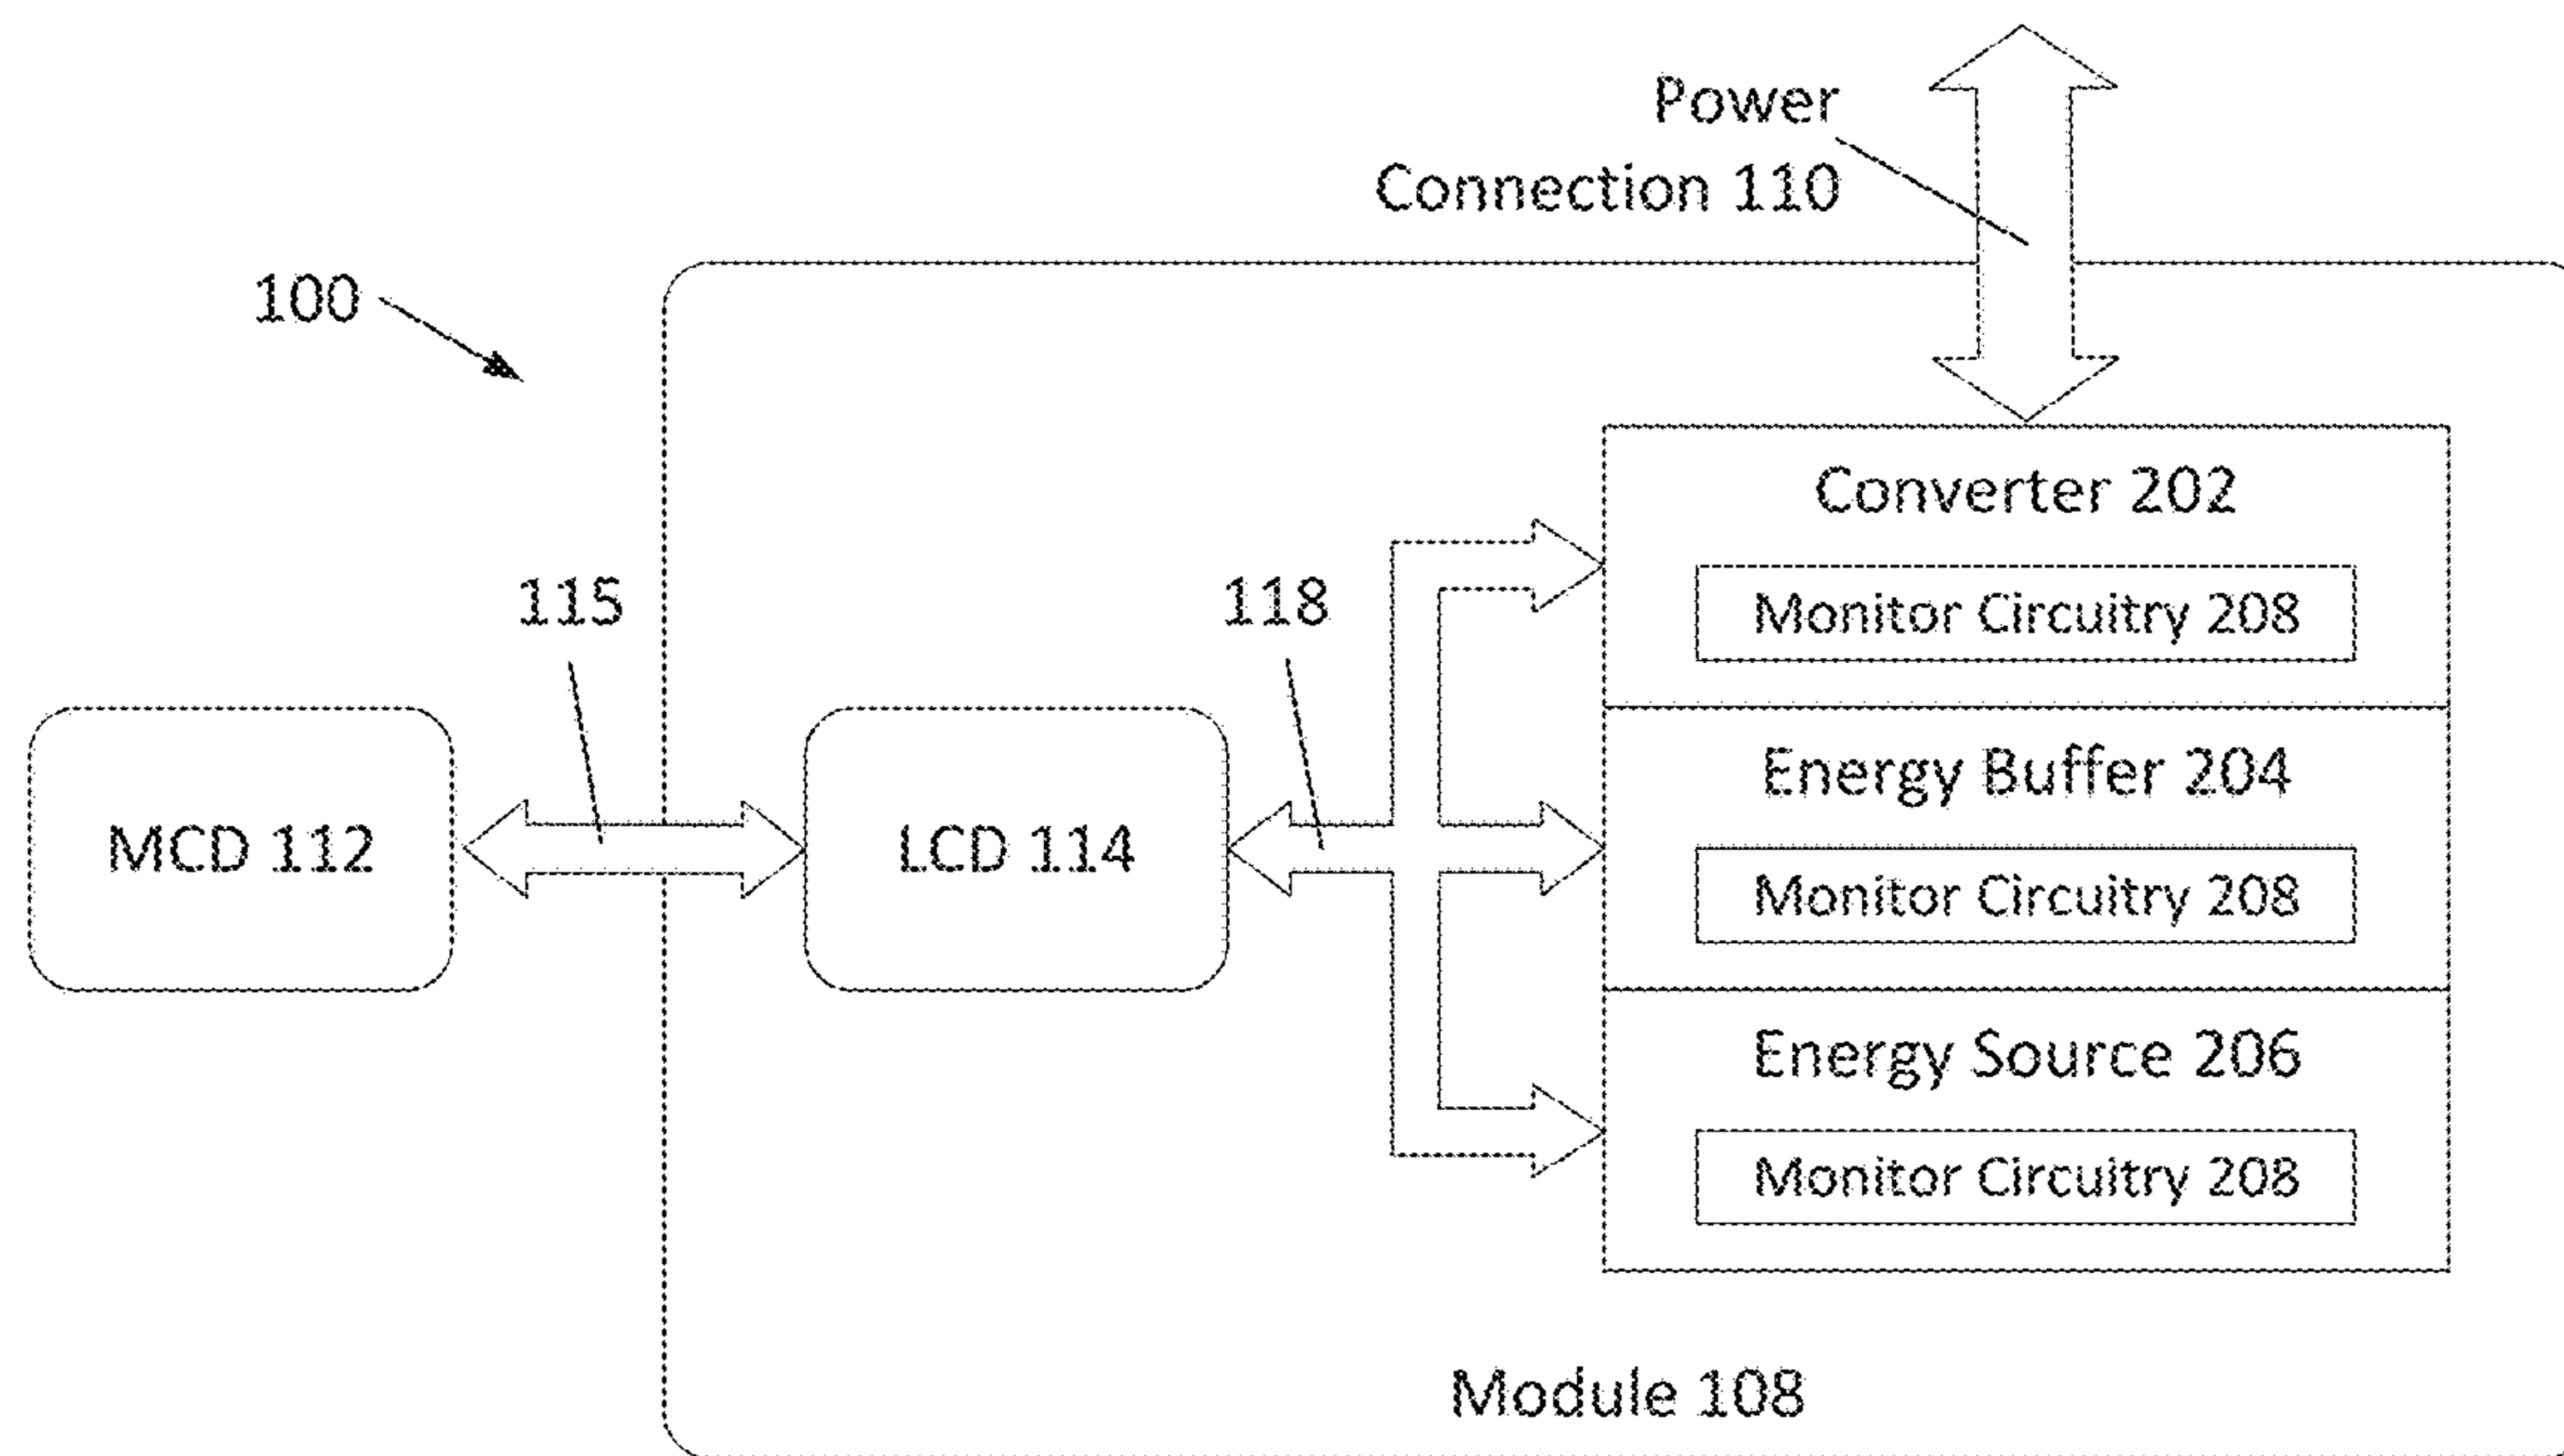 Power
Connection 110
100
Converter 202
115
118
Monitor Circuitry 208
Energy Buffer 204
MCD 112
LCD 114
Monitor Circuitry 208
Energy Source 206
Monitor Circuitry 208
Module 108